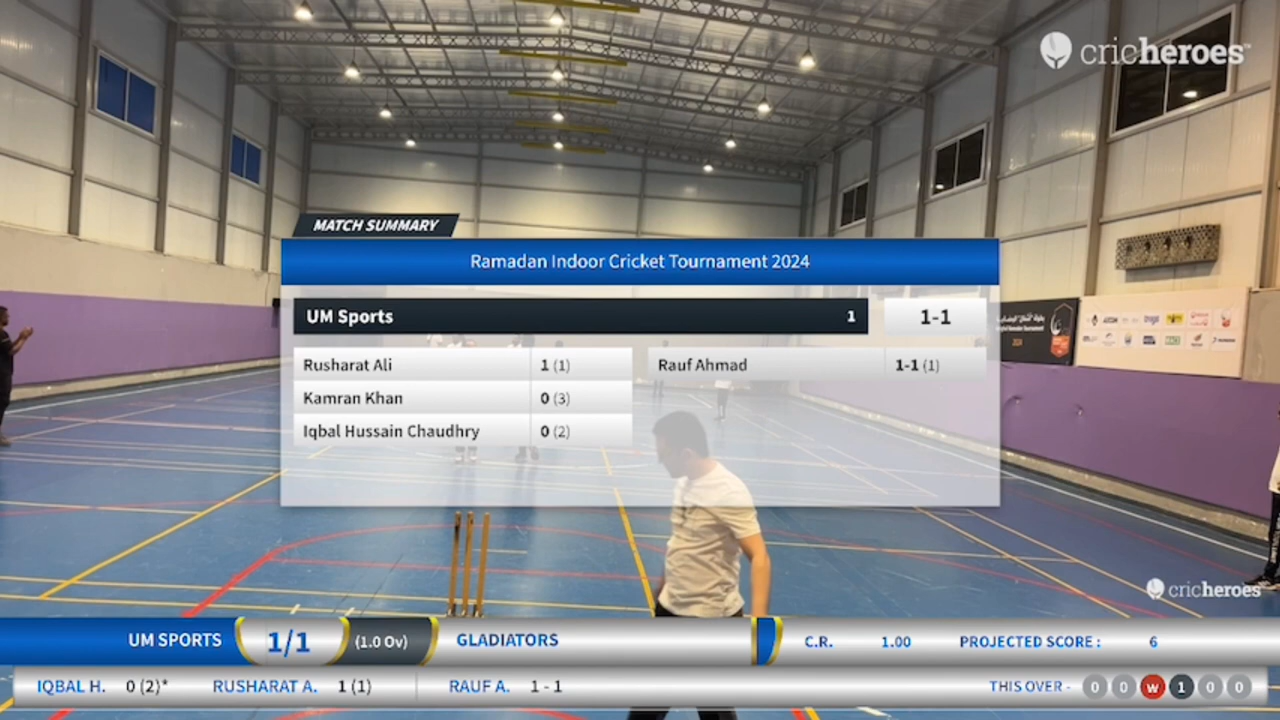 cricheroes
MATCH SUMMARY
Ramadan Indoor Cricket Tournament 2024
UM Sports 1 1-1
Rusharat Ali 1 (1) Rauf Ahmad 1-1 (1)
Kamran Khan 0 (3)
Iqbal Hussain Chaudhry 0 (2)
2024
cricheroes
UM SPORTS 1/1 (1.0 Ov) GLADIATORS C.R. 1.00 PROJECTED SCORE : 6
IQBAL H. 0 (2)* RUSHARAT A. 1 (1) RAUF A. 1 - 1 THIS OVER - 0 0 W 1 0 0